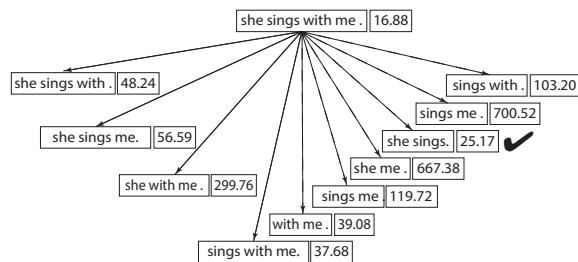 she sings with me . 16.88
she sings with . 48.24
sings with . 103.20
sings me . 700.52
she sings me. 56.59
she sings. 25.17
she me . 667.38
she with me . 299.76
sings me . 119.72
with me . 39.08
sings with me. 37.68